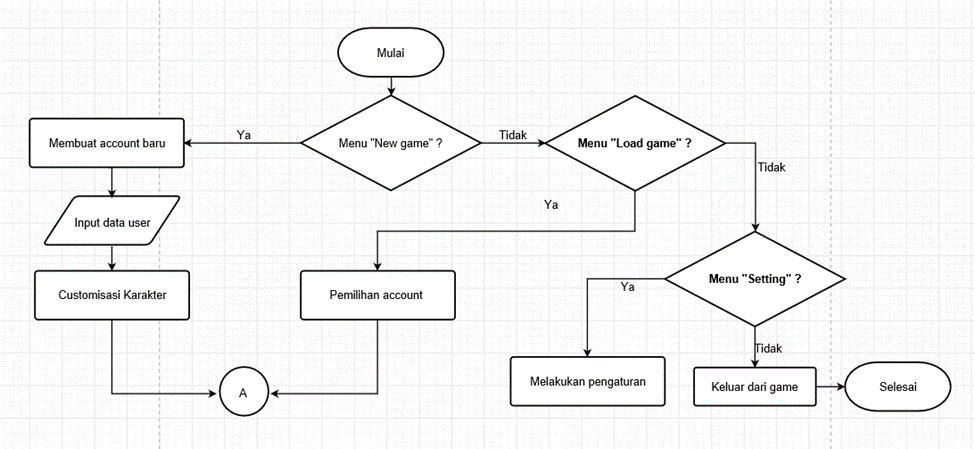 Mulai
Menu "New game" ?
Ya
Tidak
Membuat account baru
Menu "Load game" ?
Tidak
Input data user
Ya
Customisasi Karakter
Pemilihan account
Menu "Setting" ?
Ya
Tidak
Melakukan pengaturan
Keluar dari game
Selesai
A